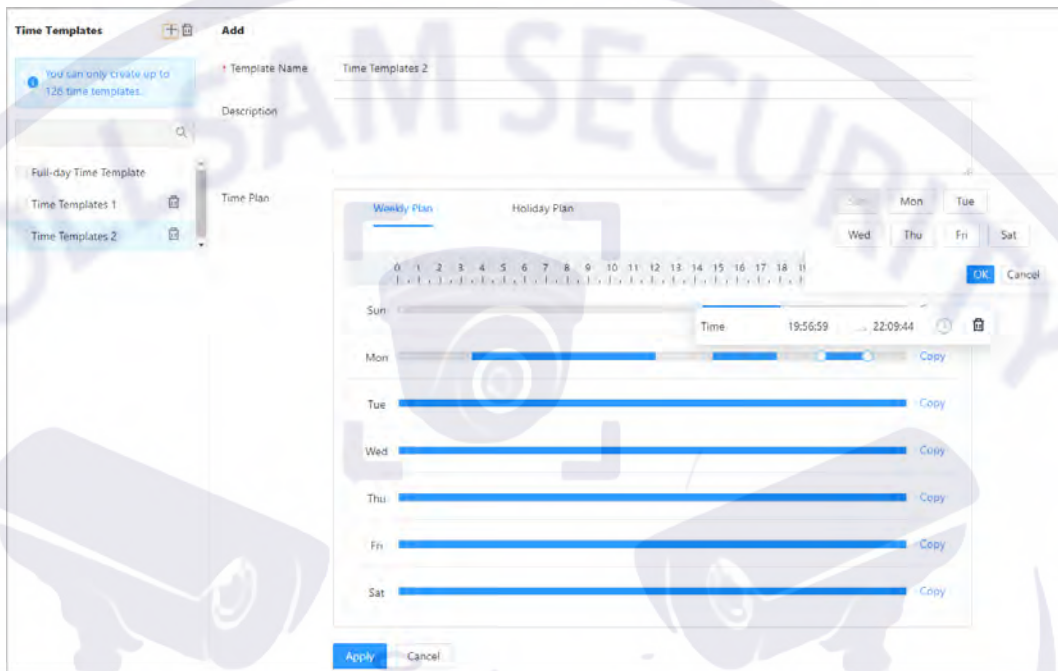 Time Templates
You can only create up to
128 time templates.
Full-day Time Template
Time Templates 1
Time Templates 2
Add
* Template Name Time Templates 2
Description
Time Plan
Weekly Plan Holiday Plan
Sun Mon Tue
Wed Thu Fri Sat
OK Cancel
0 1 2 3 4 5 6 7 8 9 10 11 12 13 14 15 16 17 18
Sun
Time 19:56:59 22:09:44
Mon Copy
Tue Copy
Wed Copy
Thu Copy
Fri Copy
Sat Copy
Apply Cancel
SAM SECURITY